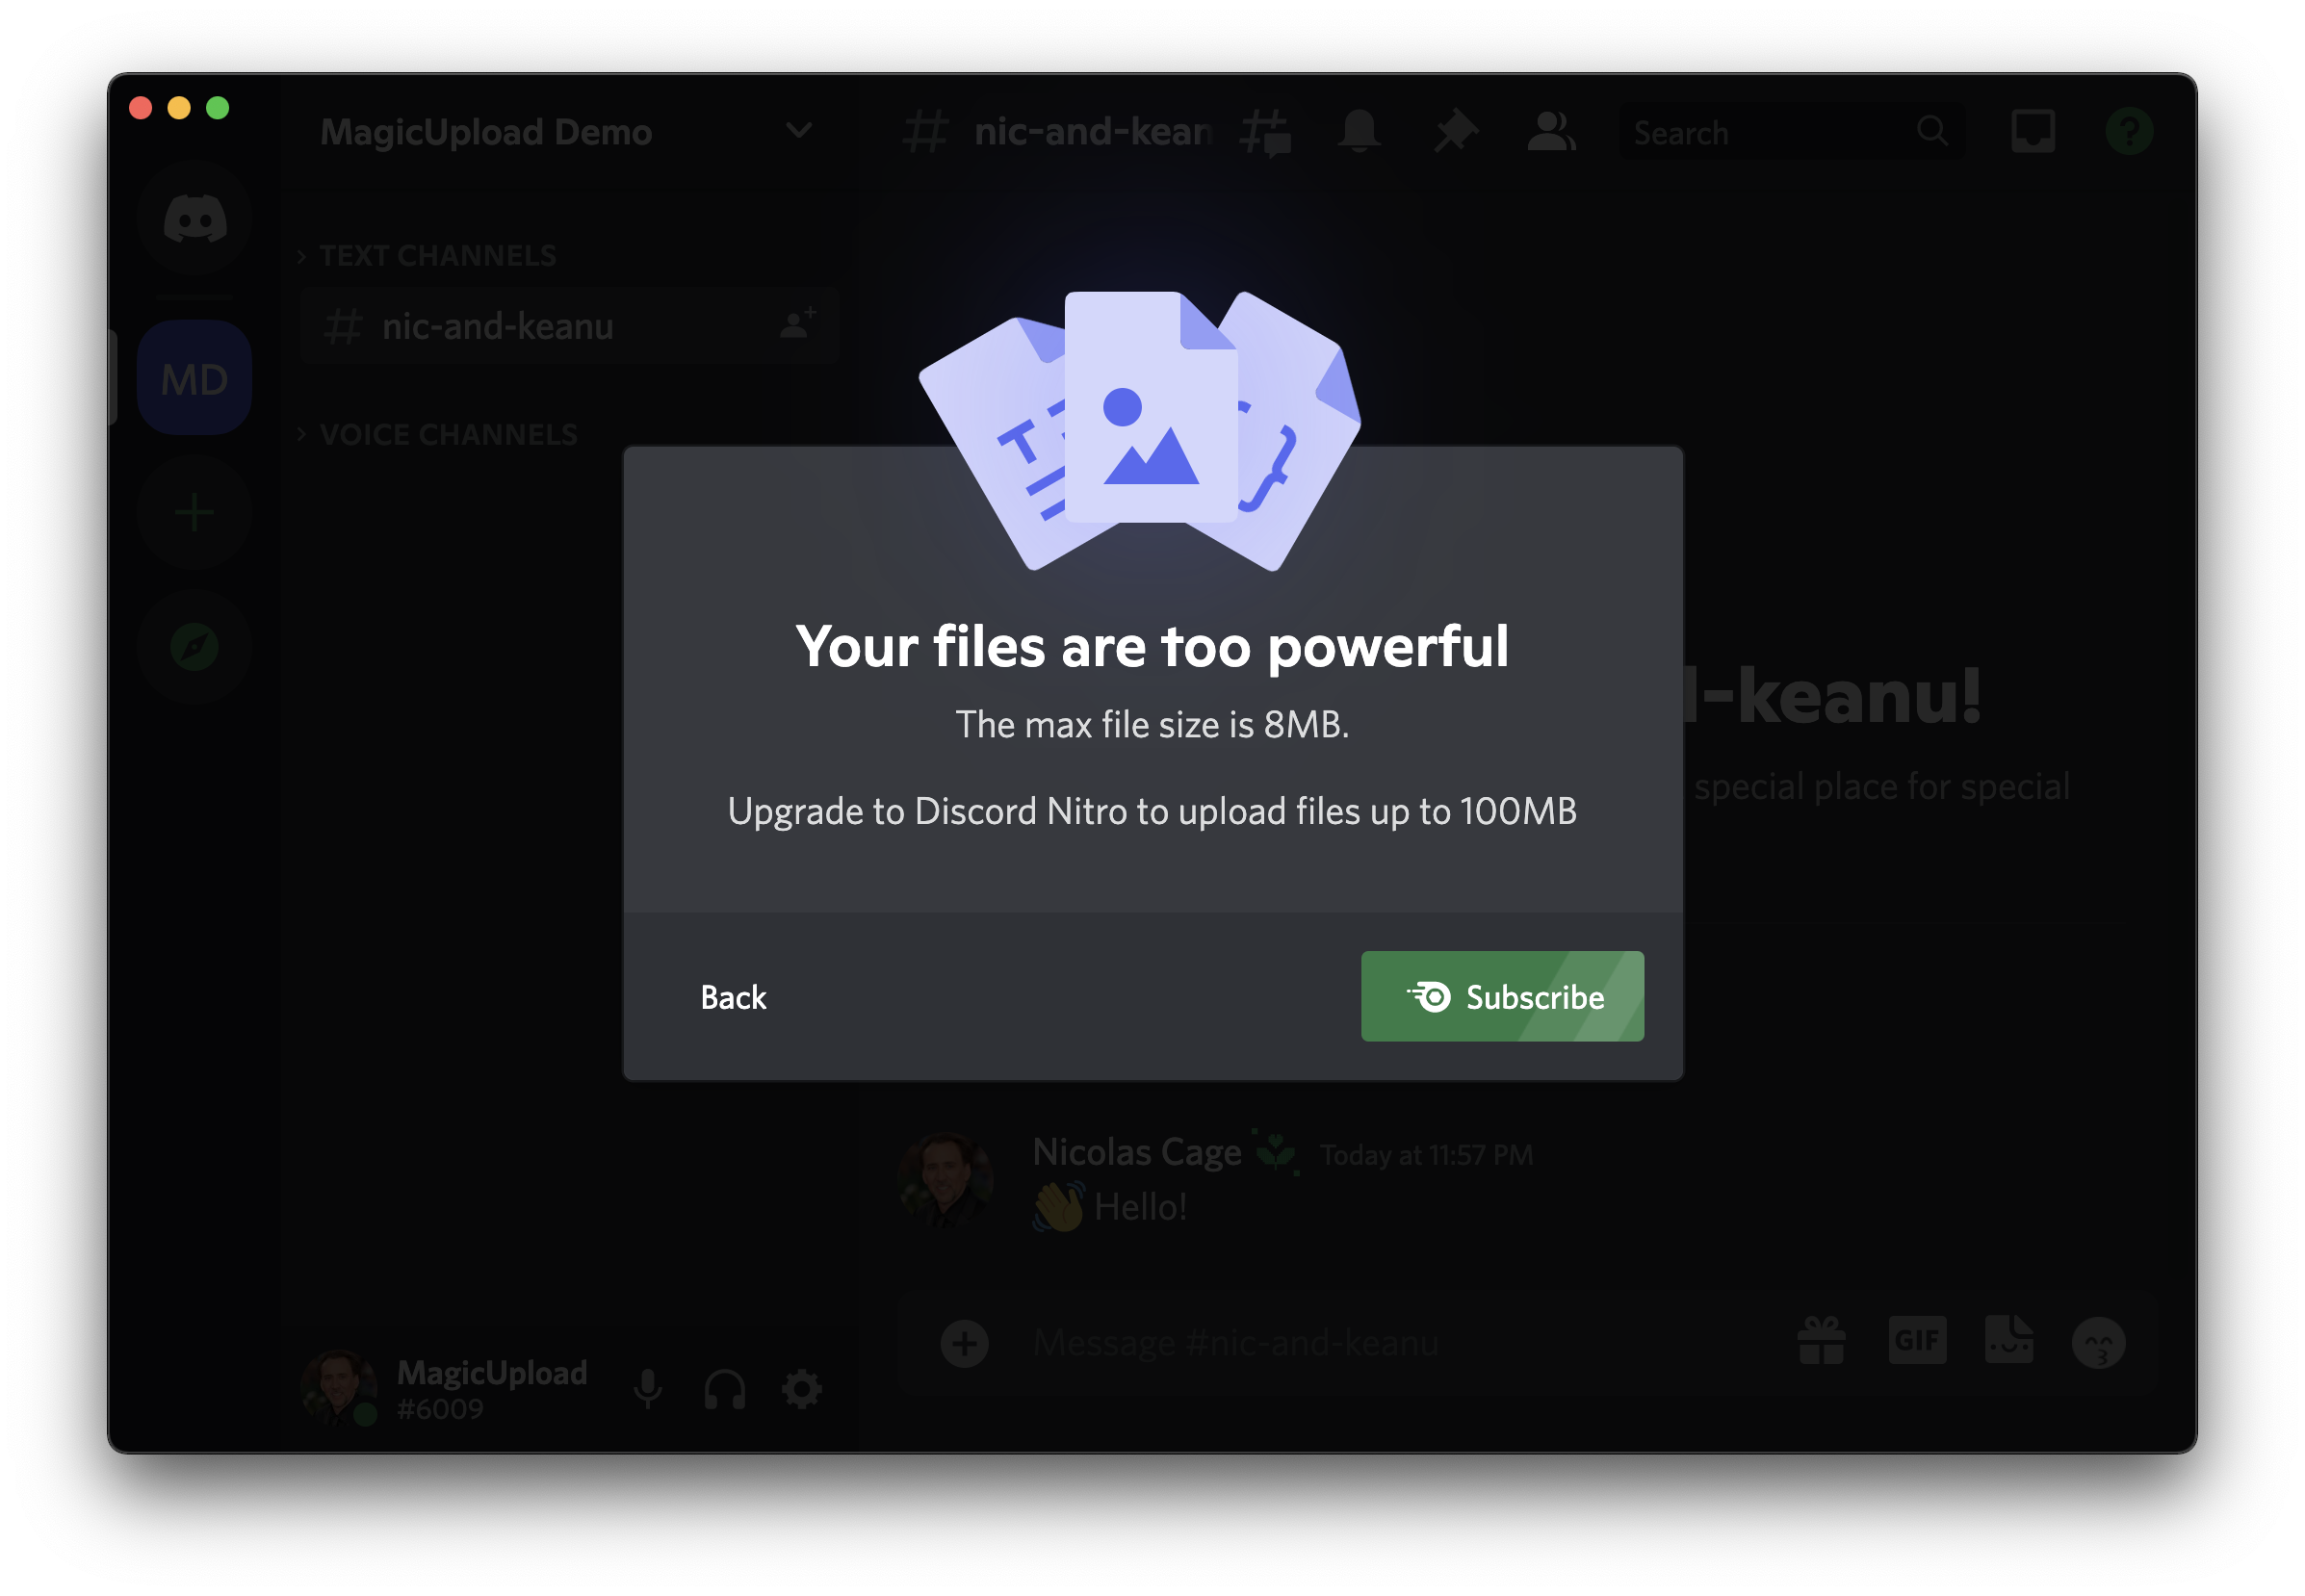 MagicUpload Demo
nic-and-kean
Search
?
TEXT CHANNELS
nic-and-keanu
MD
VOICE CHANNELS
T
}
Your files are too powerful
The max file size is 8MB.
Upgrade to Discord Nitro to upload files up to 100MB
-keanu!
special place for special
Back
Subscribe
Nicolas Cage Today at 11:57 PM
👋 Hello!
Message #nic-and-keanu
GIF
MagicUpload
#6009